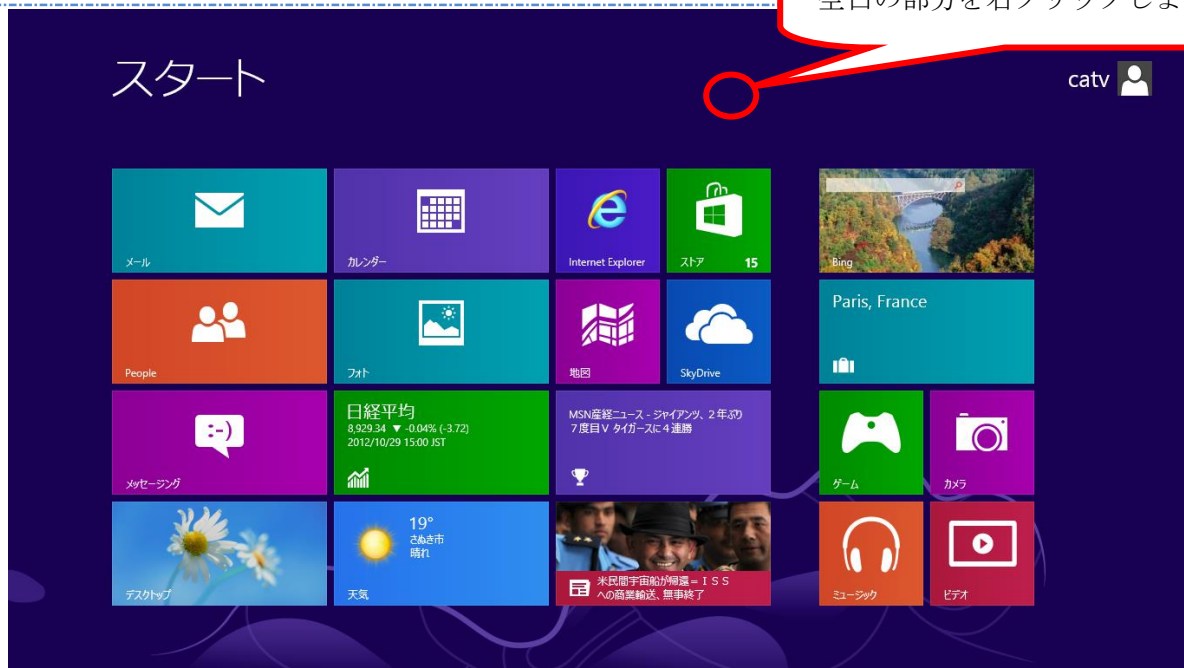 空白の部分を右クリックしま
スタート
catv
メール
カレンダー
Internet Explorer
ストア 15
Bing
People
フォト
地図
SkyDrive
Paris, France
メッセージング
日経平均
8,929.34 ▼ -0.04% (-3.72)
2012/10/29 15:00 JST
MSN産経ニュース - ジャイアンツ、2年ぶり
7度目V タイガースに4連勝
ゲーム
カメラ
デスクトップ
19°
さぬき市
晴れ
天気
米民間宇宙船が帰還=ISS
への商業輸送、無事終了
ミュージック
ビデオ